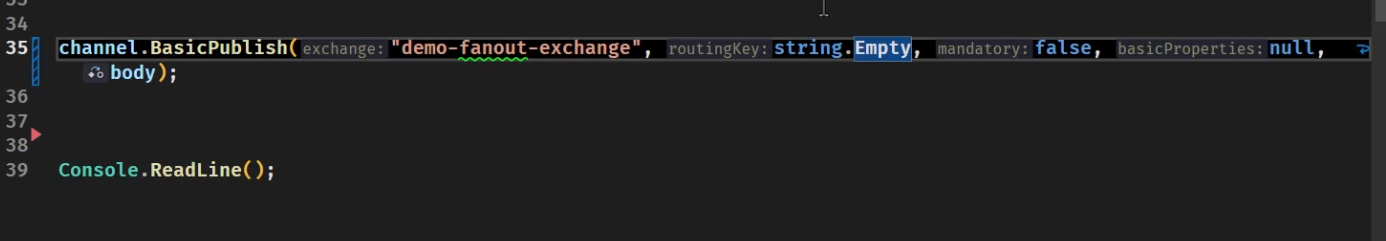 34
35 channel.BasicPublish(exchange: "demo-fanout-exchange", routingKey: string.Empty, mandatory: false, basicProperties: null,
body);
36
37
38
39 Console.ReadLine();